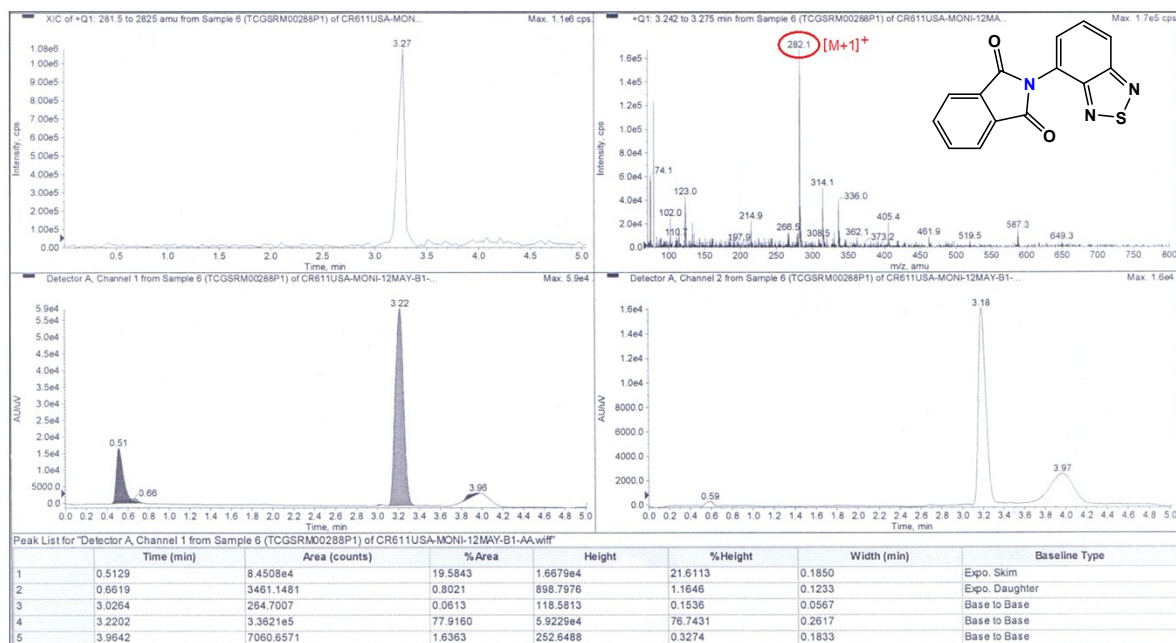 XIC of +Q1: 281.5 to 2825 amu from Sample 6 (TCGSRM00288P1) of CR611USA-MON... Max. 1.1e6 cps.
3.27
1.08e6
1.00e6
9.00e5
8.00e5
7.00e5
6.00e5
5.00e5
4.00e5
3.00e5
2.00e5
1.00e5
0.00
Intensity, cps
0.5 1.0 1.5 2.0 2.5 3.0 3.5 4.0 4.5 5.0
Time, min
+Q1: 3.242 to 3.275 min from Sample 6 (TCGSRM00288P1) of CR611USA-MONI-12MA... Max. 1.7e5 cps.
282.1 [M+1]+
1.6e5
1.4e5
1.2e5
1.0e5
8.0e4
6.0e4
4.0e4
2.0e4
0.0
Intensity, cps
74.1
123.0
102.0
110.7
197.9
214.9
266.5
308.5
314.1
336.0
362.1
373.2
405.4
461.9
519.5
587.3
649.3
100 150 200 250 300 350 400 450 500 550 600 650 700 750 800
m/z, amu
O
N
O
N
S
N
Detector A, Channel 1 from Sample 6 (TCGSRM00288P1) of CR611USA-MONI-12MAY-B1-... Max. 5.9e4
3.22
5.9e4
5.5e4
5.0e4
4.5e4
4.0e4
3.5e4
3.0e4
2.5e4
2.0e4
1.5e4
1.0e4
5000.0
0.0
AU/uV
0.51
0.66
3.96
0.0 0.2 0.4 0.6 0.8 1.0 1.2 1.4 1.6 1.8 2.0 2.2 2.4 2.6 2.8 3.0 3.2 3.4 3.6 3.8 4.0 4.2 4.4 4.6 4.8 5.0
Time, min
Detector A, Channel 2 from Sample 6 (TCGSRM00288P1) of CR611USA-MONI-12MAY-B1-... Max. 1.6e4
3.18
1.6e4
1.4e4
1.2e4
1.0e4
8000.0
6000.0
4000.0
2000.0
0.0
AU/uV
0.59
3.97
0.0 0.2 0.4 0.6 0.8 1.0 1.2 1.4 1.6 1.8 2.0 2.2 2.4 2.6 2.8 3.0 3.2 3.4 3.6 3.8 4.0 4.2 4.4 4.6 4.8 5.0
Time, min
Peak List for "Detector A, Channel 1 from Sample 6 (TCGSRM00288P1) of CR611USA-MONI-12MAY-B1-AA.wiff"
Time (min) Area (counts) %Area Height %Height Width (min) Baseline Type
1 0.5129 8.4508e4 19.5843 1.6679e4 21.6113 0.1850 Expo. Skim
2 0.6619 3461.1481 0.8021 898.7976 1.1646 0.1233 Expo. Daughter
3 3.0264 264.7007 0.0613 118.5813 0.1536 0.0567 Base to Base
4 3.2202 3.3621e5 77.9160 5.9229e4 76.7431 0.2617 Base to Base
5 3.9642 7060.6571 1.6363 252.6488 0.3274 0.1833 Base to Base